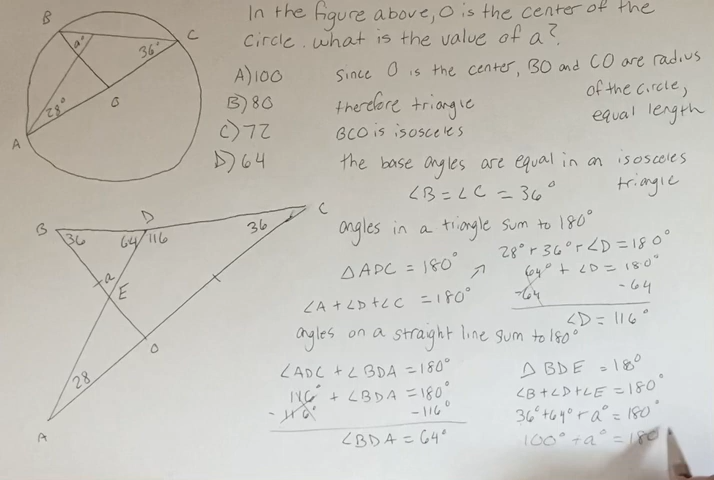 In the figure above, O is the center of the
circle. what is the value of a?
B
a°
36°
C
28°
O
A
A) 100
B) 80
C) 72
D) 64
Since O is the center, BO and CO are radius
of the circle,
equal length
therefore triangle
BCO is isosceles
the base angles are equal in an isosceles
triangle
∠B = ∠C = 36°
B
D
C
36
64
116
36
a
E
O
28
A
angles in a triangle sum to 180°
△ADC = 180°
∠A + ∠D + ∠C = 180°
28° + 36° + ∠D = 180°
64° + ∠D = 180°
-64 -64
∠D = 116°
angles on a straight line sum to 180°
∠ADC + ∠BDA = 180°
116° + ∠BDA = 180°
-116° -116°
∠BDA = 64°
△BDE = 180°
∠B + ∠D + ∠E = 180°
36° + 64° + a° = 180°
100° + a° = 180